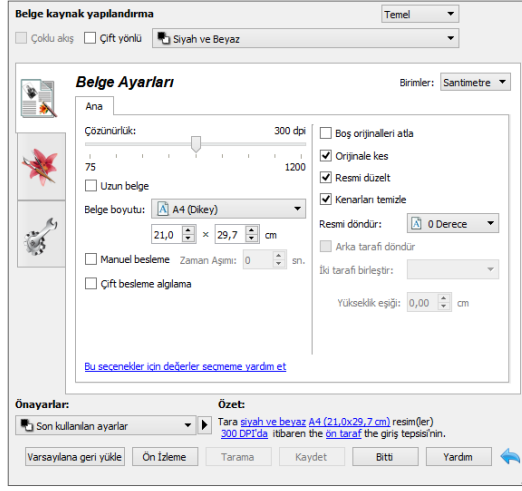 Belge kaynak yapılandırma Temel
Çoklu akış Çift yönlü Siyah ve Beyaz
Belge Ayarları Birimler: Santimetre
Ana
Çözünürlük: 300 dpi
75 1200
Boş orijinalleri atla
Orijinale kes
Uzun belge
Resmi düzelt
Kenarları temizle
Belge boyutu: A4 (Dikey)
Resmi döndür: 0 Derece
21,0 × 29,7 cm
Arka tarafı döndür
Manuel besleme Zaman Aşımı: 0 sn.
İki tarafı birleştir:
Çift besleme algılama
Yükseklik eşiği: 0,00 cm
Bu seçenekler için değerler seçmeme yardım et
Önayarlar: Özet:
Son kullanılan ayarlar
Tara siyah ve beyaz A4 (21,0x29,7 cm) resim(ler)
300 DPI'da itibaren the ön taraf the giriş tepsisi'nin.
Varsayılana geri yükle Ön İzleme Tarama Kaydet Bitti Yardım